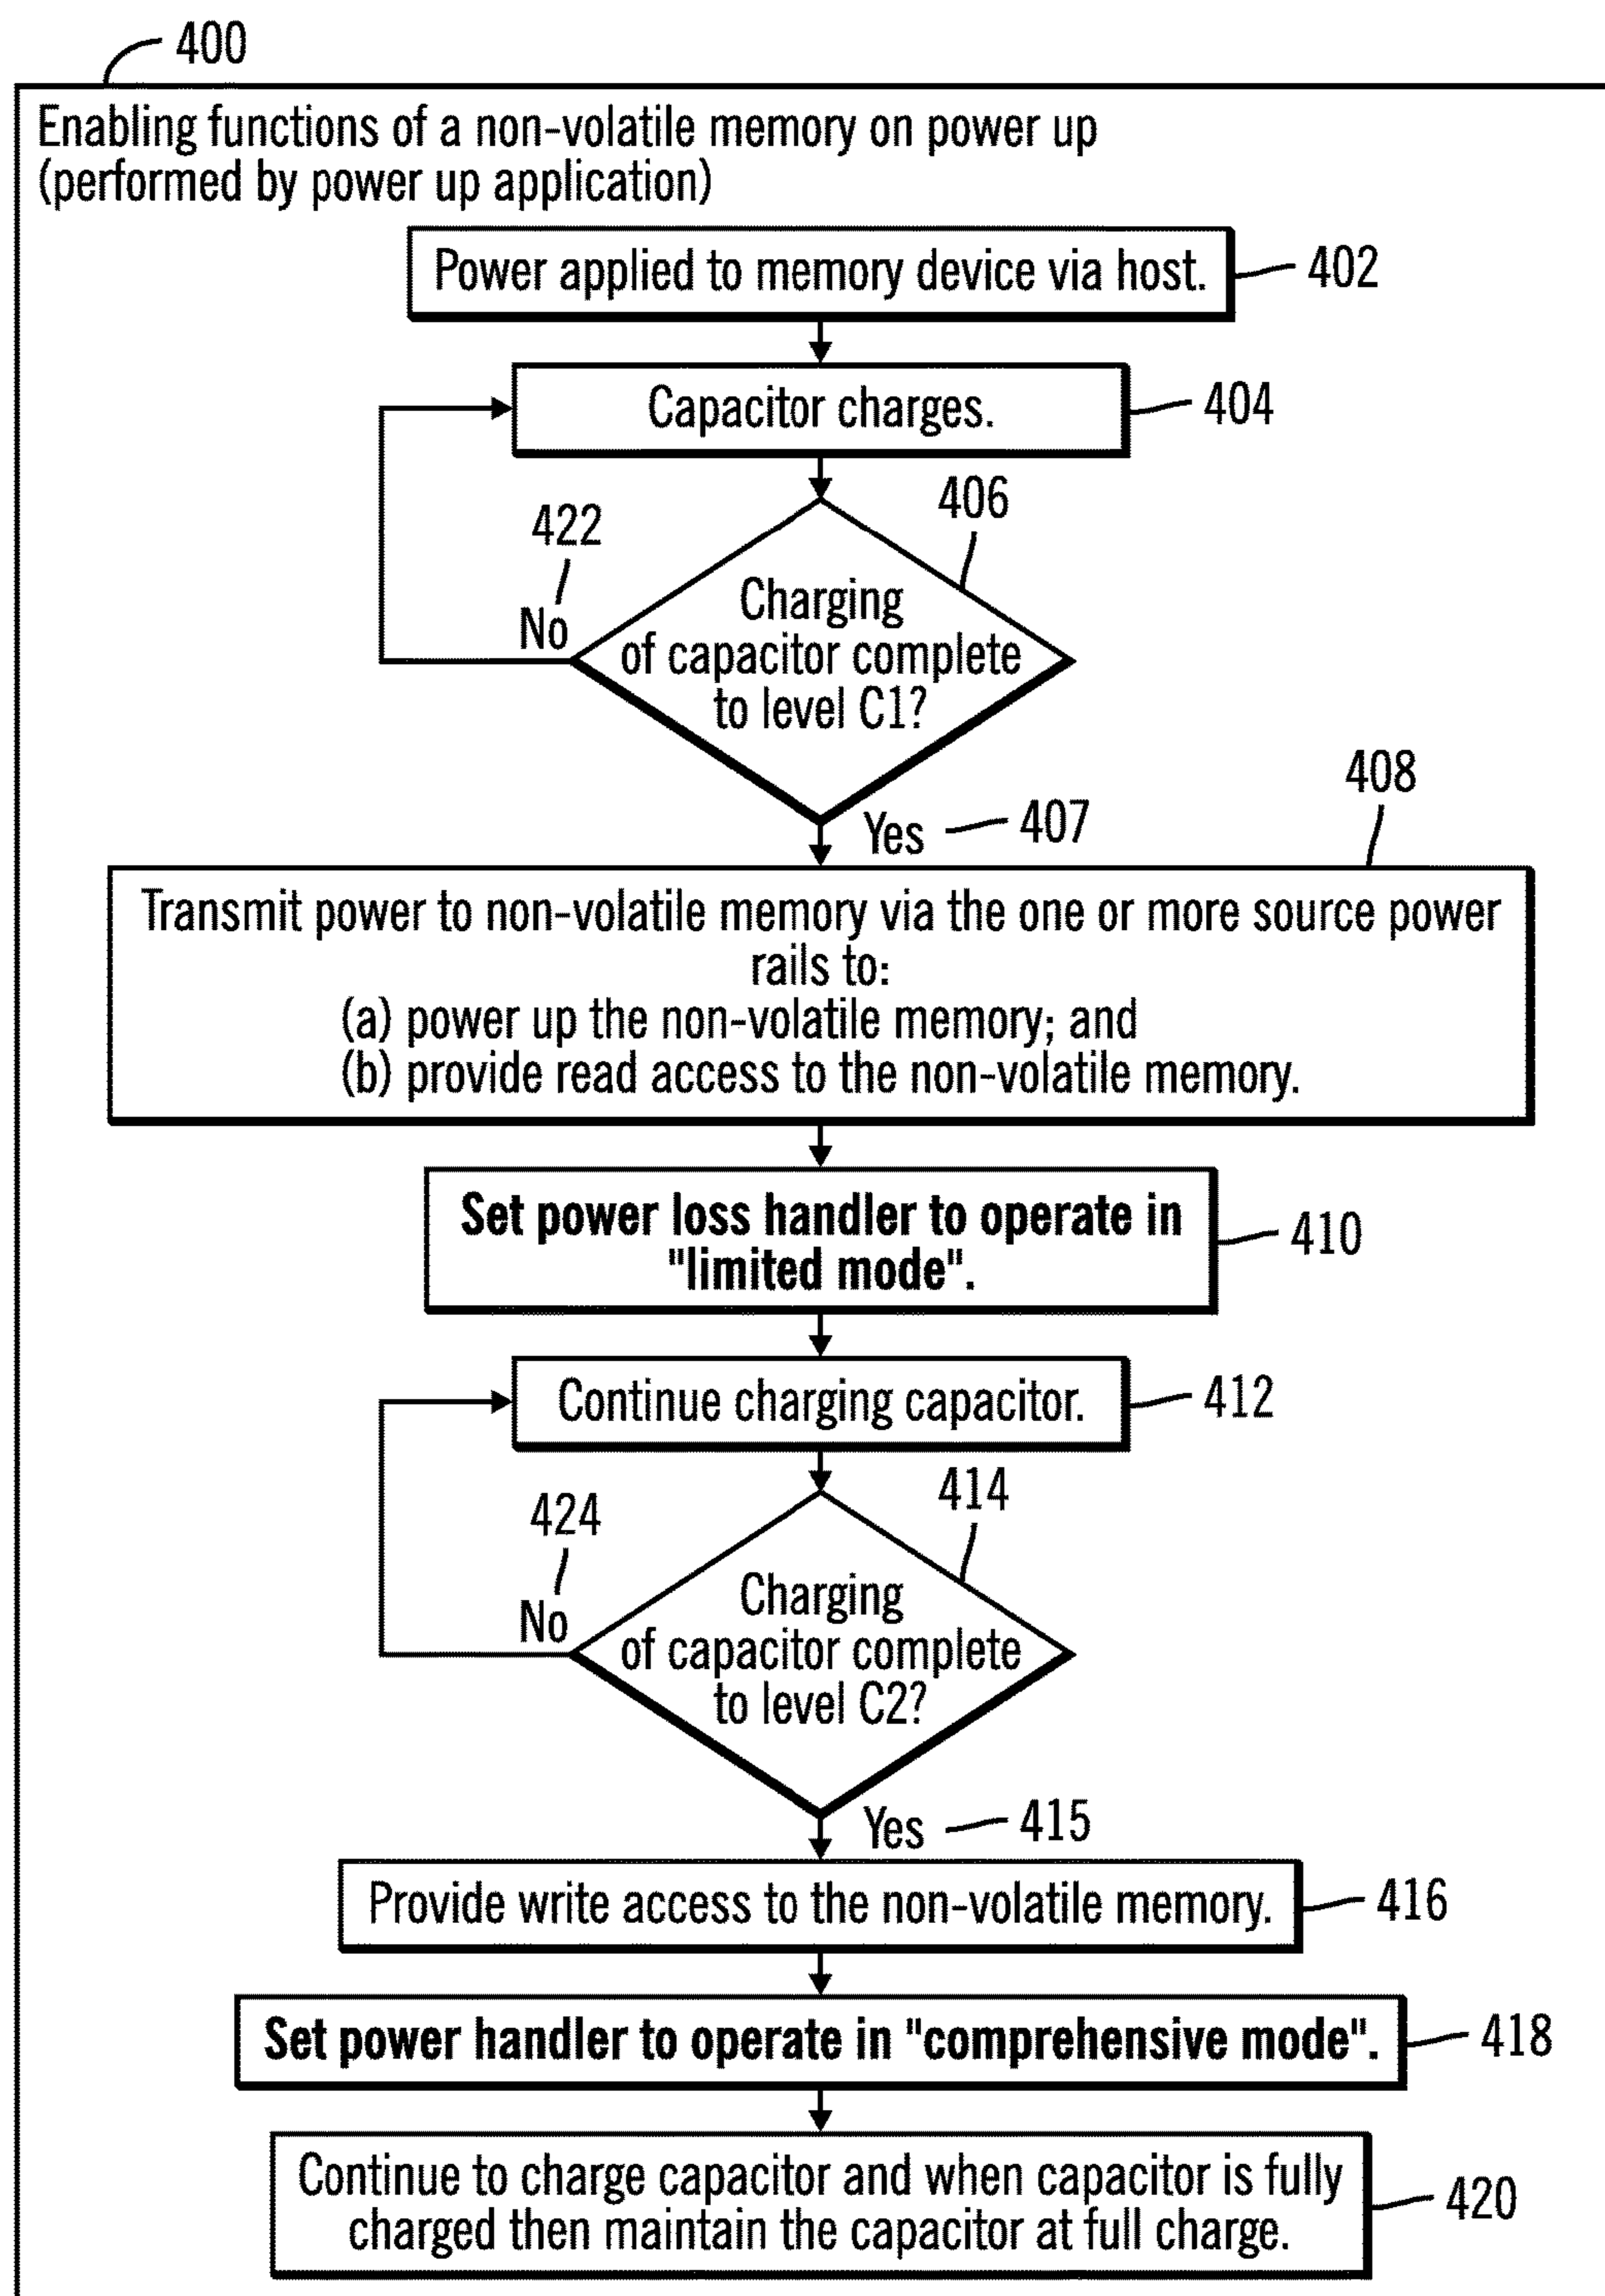 400
Enabling functions of a non-volatile memory on power up
(performed by power up application)
Power applied to memory device via host.
402
Capacitor charges.
404
406
422
No
Charging
of capacitor complete
to level C1?
408
Yes
407
Transmit power to non-volatile memory via the one or more source power
rails to:
(a) power up the non-volatile memory; and
(b) provide read access to the non-volatile memory.
Set power loss handler to operate in
"limited mode".
410
Continue charging capacitor.
412
414
424
No
Charging
of capacitor complete
to level C2?
Yes
415
Provide write access to the non-volatile memory.
416
Set power handler to operate in "comprehensive mode".
418
Continue to charge capacitor and when capacitor is fully
charged then maintain the capacitor at full charge.
420